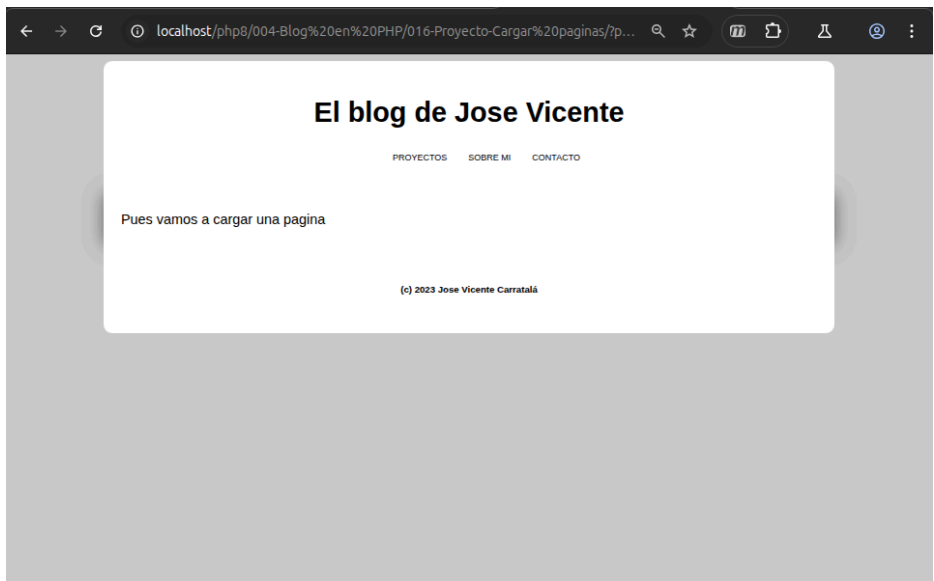 localhost/php8/004-Blog%20en%20PHP/016-Proyecto-Cargar%20paginas/?p...
El blog de Jose Vicente
PROYECTOS SOBRE MI CONTACTO
Pues vamos a cargar una pagina
(c) 2023 Jose Vicente Carratalá